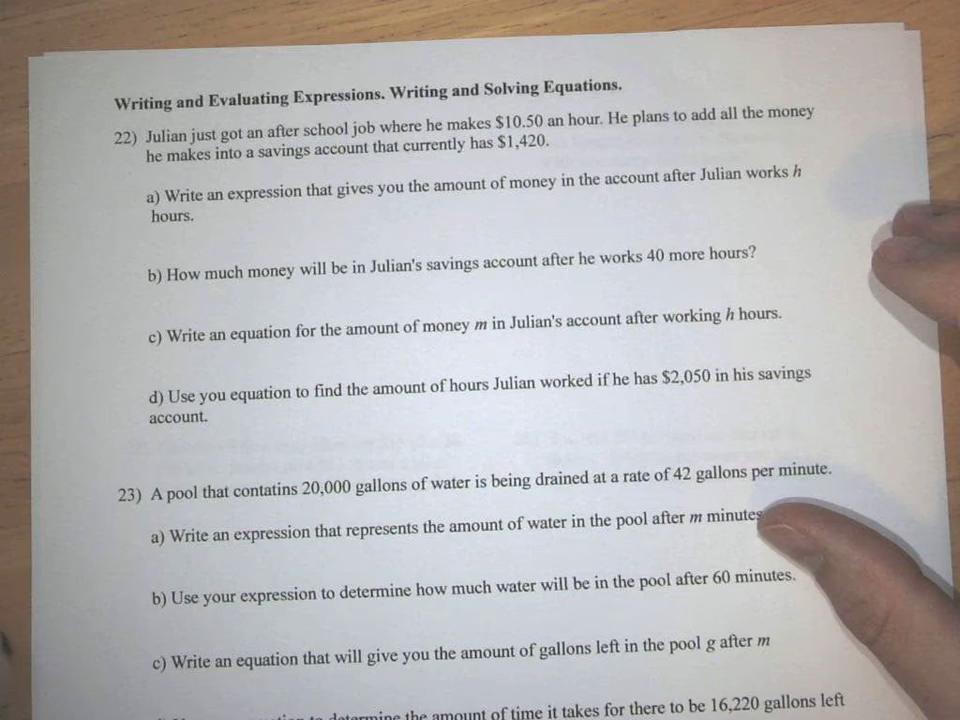 Writing and Evaluating Expressions. Writing and Solving Equations.
22) Julian just got an after school job where he makes $10.50 an hour. He plans to add all the money
he makes into a savings account that currently has $1,420.
a) Write an expression that gives you the amount of money in the account after Julian works h
hours.
b) How much money will be in Julian's savings account after he works 40 more hours?
c) Write an equation for the amount of money m in Julian's account after working h hours.
d) Use you equation to find the amount of hours Julian worked if he has $2,050 in his savings
account.
23) A pool that contatins 20,000 gallons of water is being drained at a rate of 42 gallons per minute.
a) Write an expression that represents the amount of water in the pool after m minutes
b) Use your expression to determine how much water will be in the pool after 60 minutes.
c) Write an equation that will give you the amount of gallons left in the pool g after m
to determine the amount of time it takes for there to be 16,220 gallons left